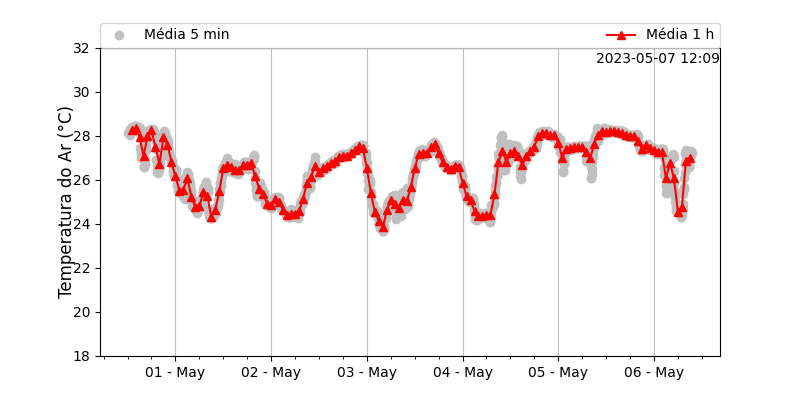 Média 5 min
Média 1 h
2023-05-07 12:09
Temperatura do Ar (°C)
32
30
28
26
24
22
20
18
01 - May
02 - May
03 - May
04 - May
05 - May
06 - May